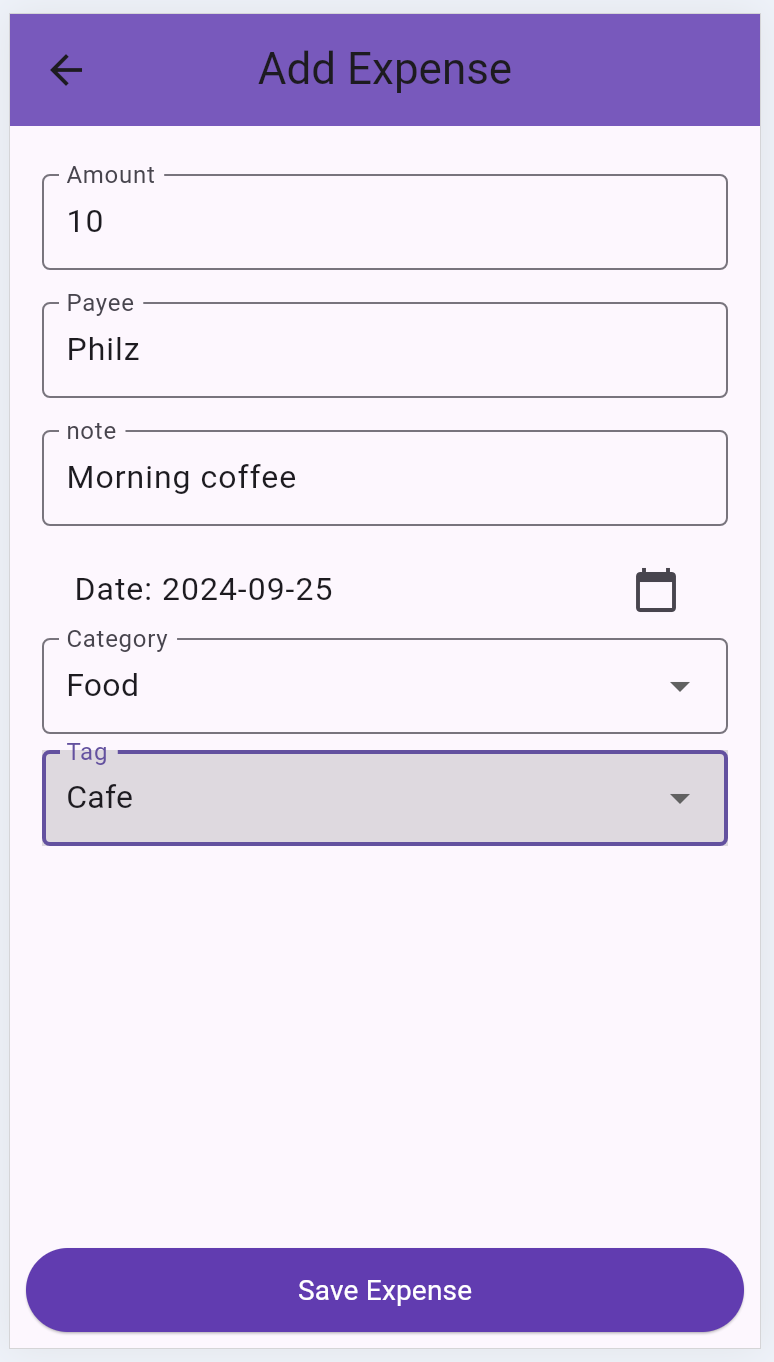 Add Expense
Amount
10
Payee
Philz
note
Morning coffee
Date: 2024-09-25
Category
Food
Tag
Cafe
Save Expense